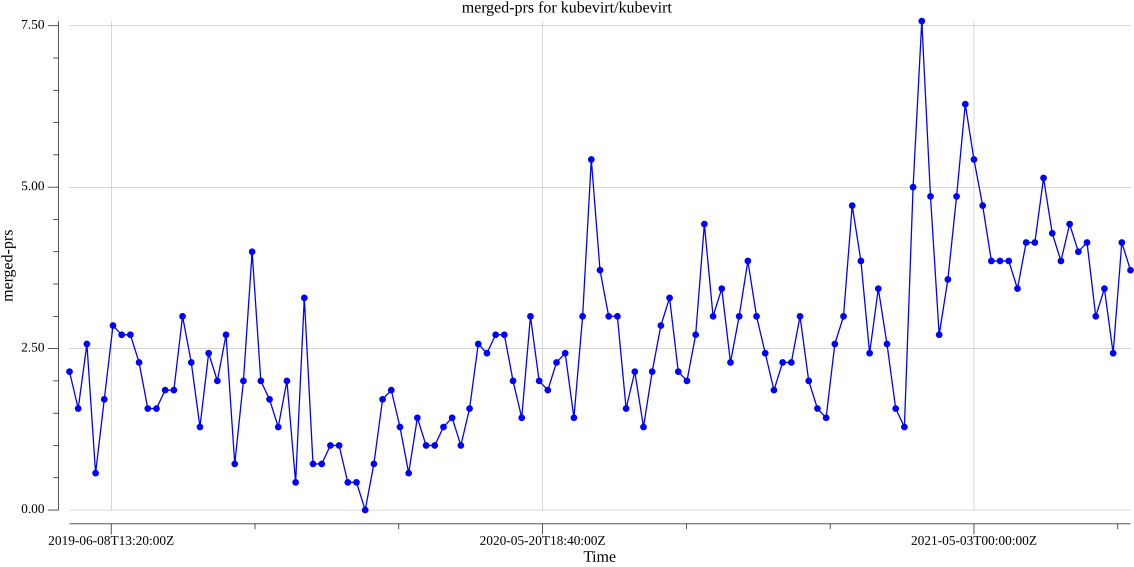 merged-prs for kubevirt/kubevirt
7.50
5.00
2.50
0.00
merged-prs
2019-06-08T13:20:00Z
2020-05-20T18:40:00Z
2021-05-03T00:00:00Z
Time